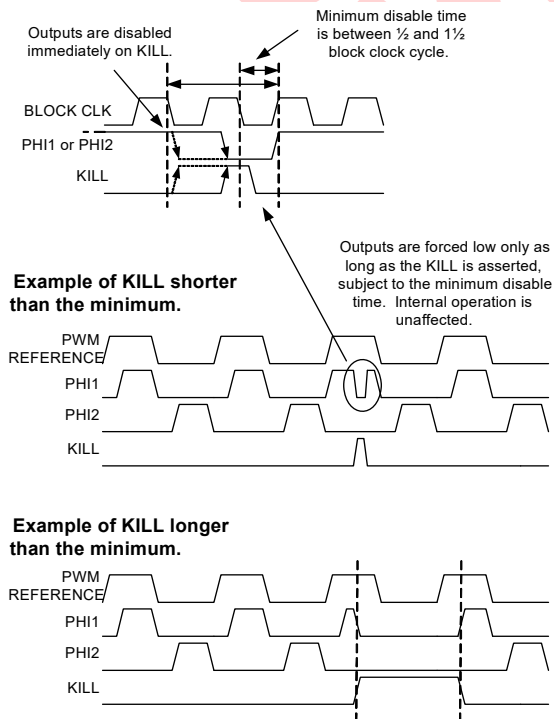 Minimum disable time
is between ½ and 1½
block clock cycle.
Outputs are disabled
immediately on KILL.
BLOCK CLK
PHI1 or PHI2
KILL
Outputs are forced low only as
long as the KILL is asserted,
subject to the minimum disable
time. Internal operation is
unaffected.
Example of KILL shorter
than the minimum.
PWM
REFERENCE
PHI1
PHI2
KILL
Example of KILL longer
than the minimum.
PWM
REFERENCE
PHI1
PHI2
KILL